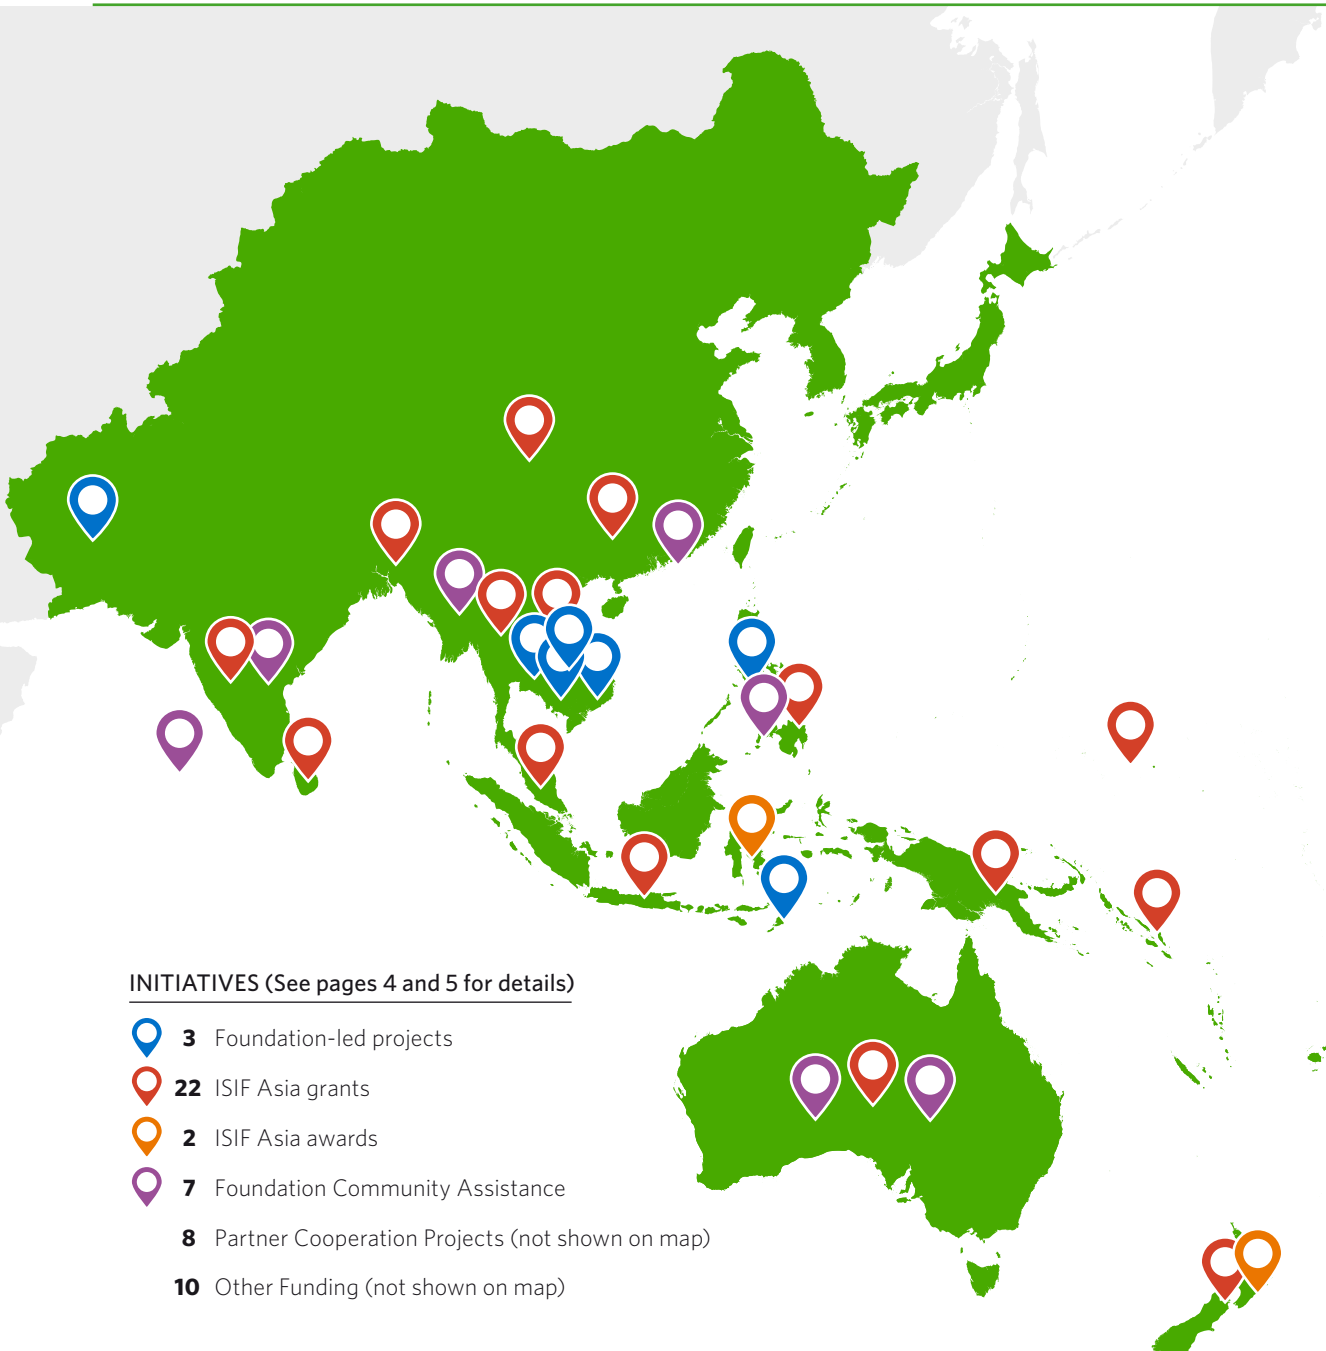 INITIATIVES (See pages 4 and 5 for details)
3 Foundation-led projects
22 ISIF Asia grants
2 ISIF Asia awards
7 Foundation Community Assistance
8 Partner Cooperation Projects (not shown on map)
10 Other Funding (not shown on map)